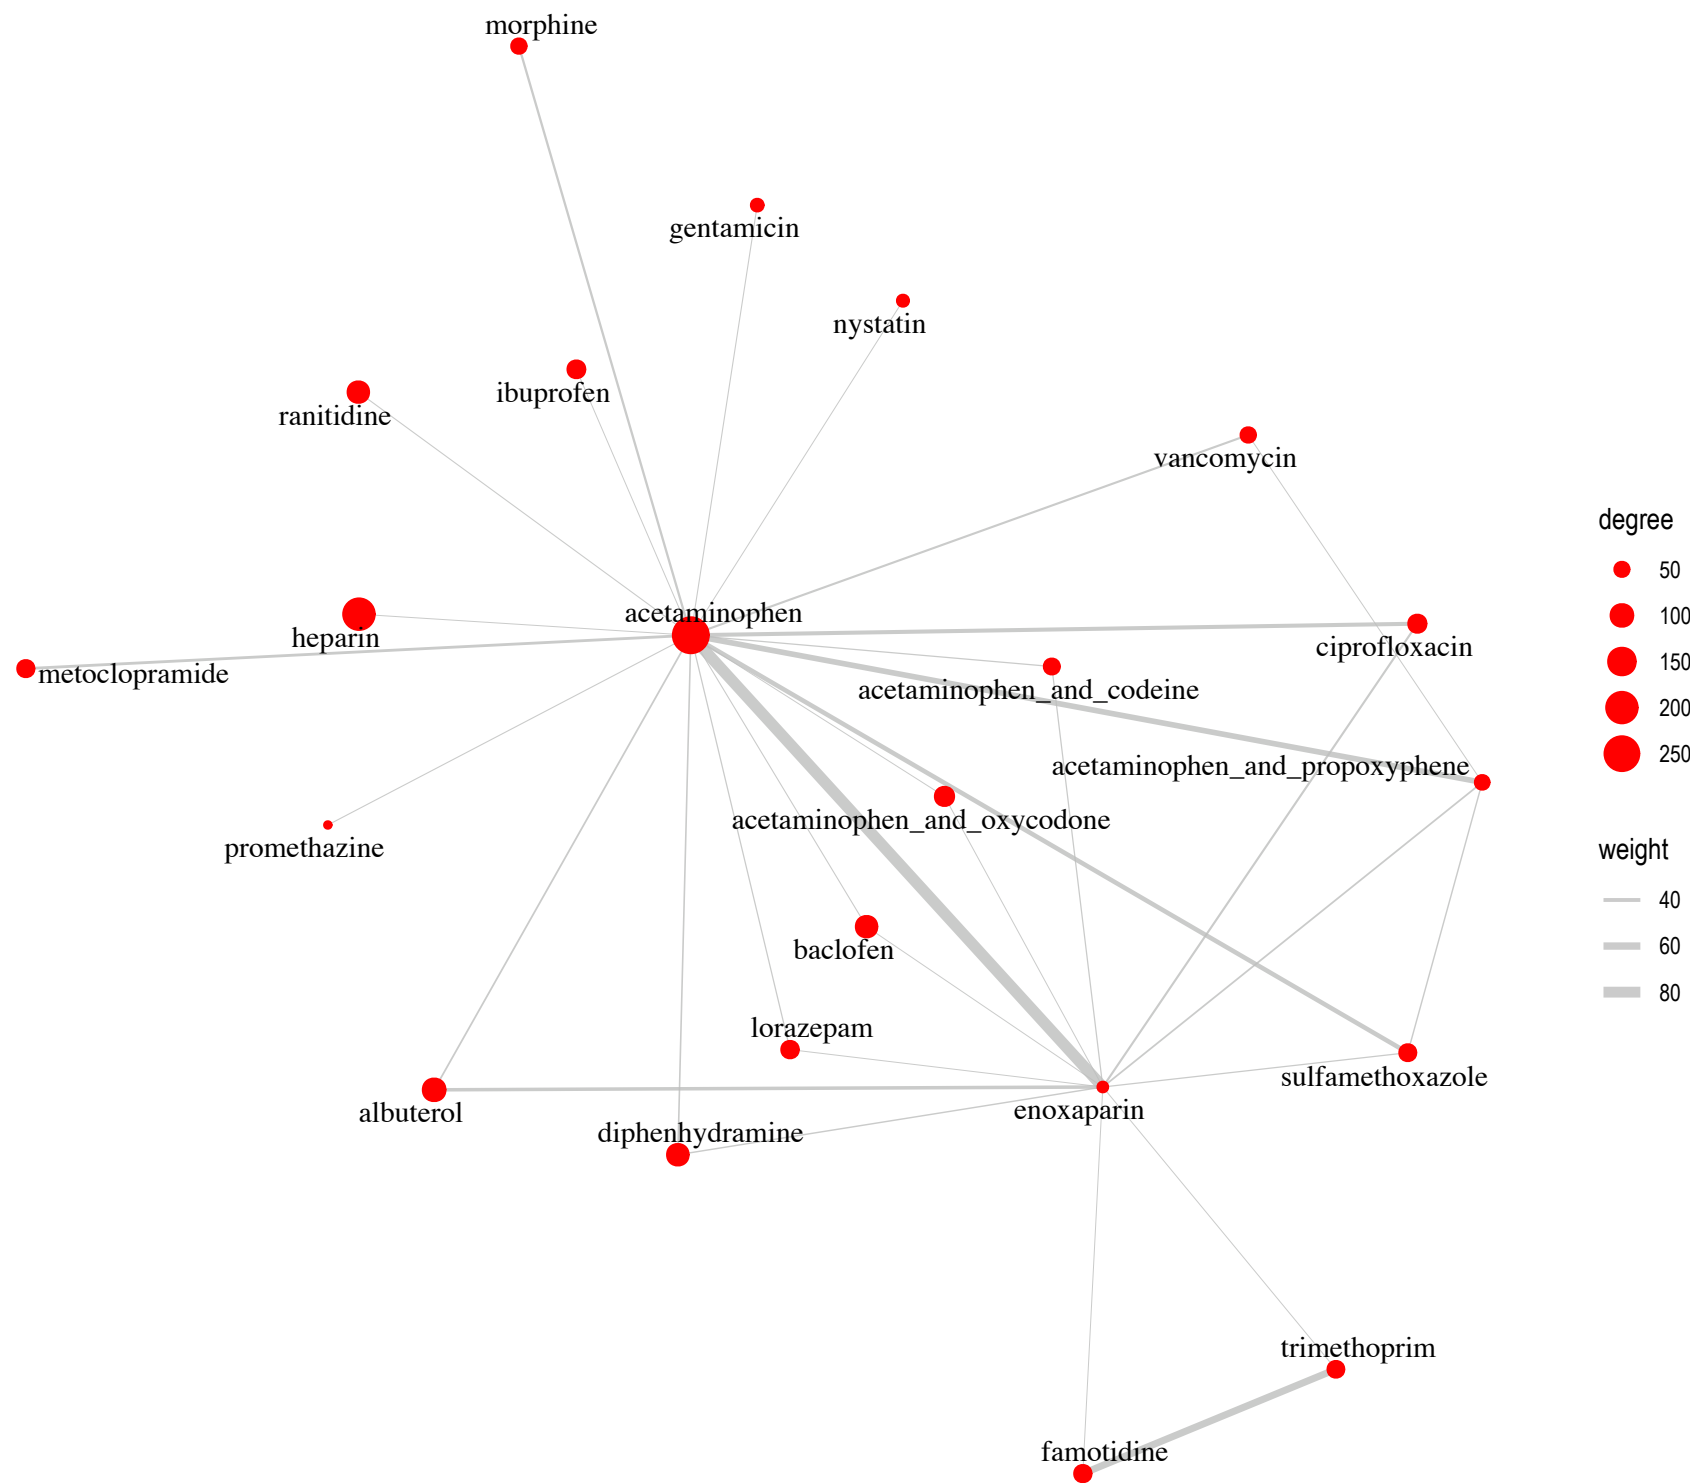 morphine
gentamicin
nystatin
ibuprofen
ranitidine
vancomycin
acetaminophen
heparin
ciprofloxacin
metoclopramide
acetaminophen_and_codeine
acetaminophen_and_propoxyphene
acetaminophen_and_oxycodone
promethazine
baclofen
lorazepam
sulfamethoxazole
enoxaparin
albuterol
diphenhydramine
trimethoprim
famotidine
degree
50
100
150
200
250
weight
40
60
80